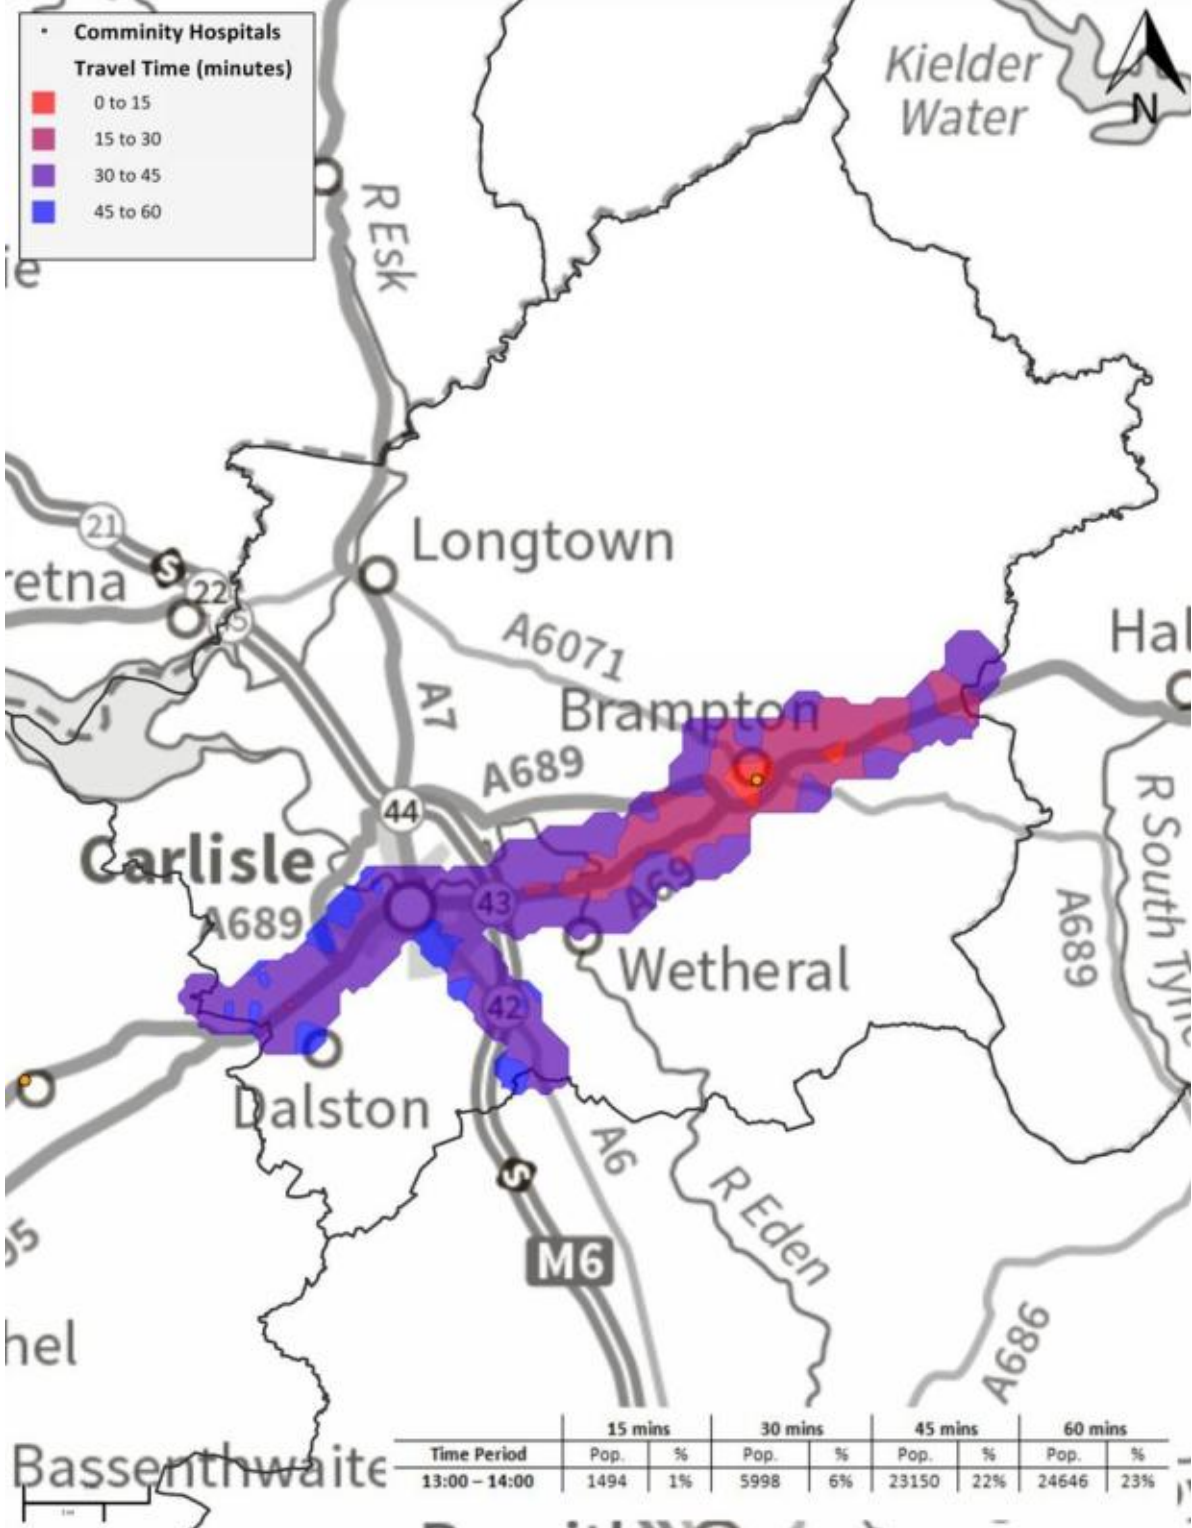 Comminity Hospitals
Travel Time (minutes)
0 to 15
15 to 30
30 to 45
45 to 60
Kielder
Water
N
R Esk
ie
21
S
Longtown
retna
22
45
A6071
Hal
A7
Brampton
A689
44
R South Tyne
Carlisle
A69
A689
43
A689
Wetheral
42
Dalston
A6
S
R Eden
95
M6
A686
hel
15 mins 30 mins 45 mins 60 mins
Time Period Pop. % Pop. % Pop. % Pop. %
13:00 – 14:00 1494 1% 5998 6% 23150 22% 24646 23%
Bassenthwaite